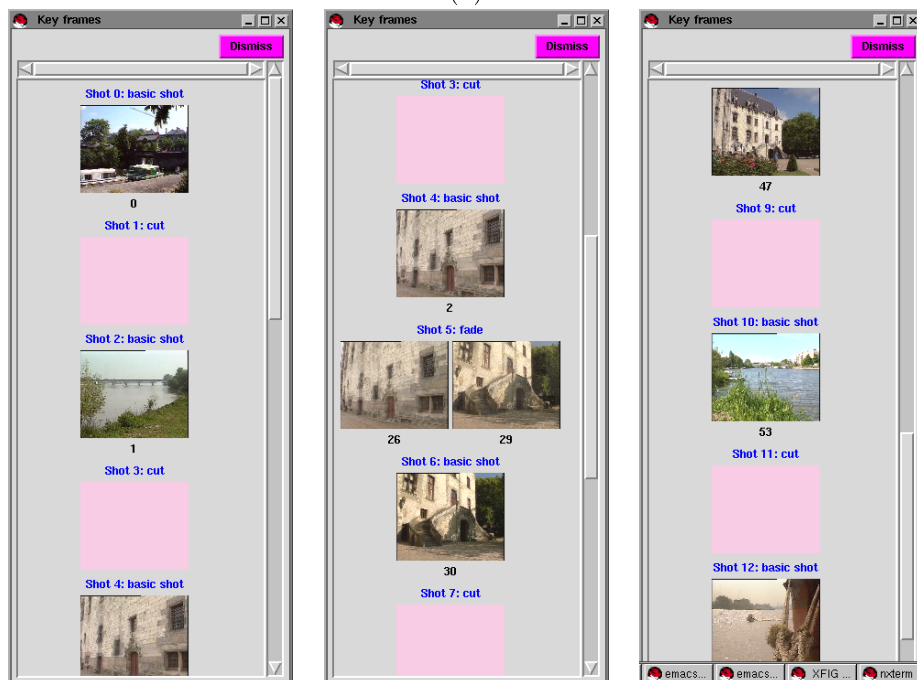 Key frames
Dismiss
Shot 0: basic shot
0
Shot 1: cut
Shot 2: basic shot
1
Shot 3: cut
Shot 4: basic shot
Key frames
Dismiss
Shot 3: cut
Shot 4: basic shot
2
Shot 5: fade
26 29
Shot 6: basic shot
30
Shot 7: cut
Key frames
Dismiss
47
Shot 9: cut
Shot 10: basic shot
53
Shot 11: cut
Shot 12: basic shot
emacs... emacs... XFIG ... nxterm